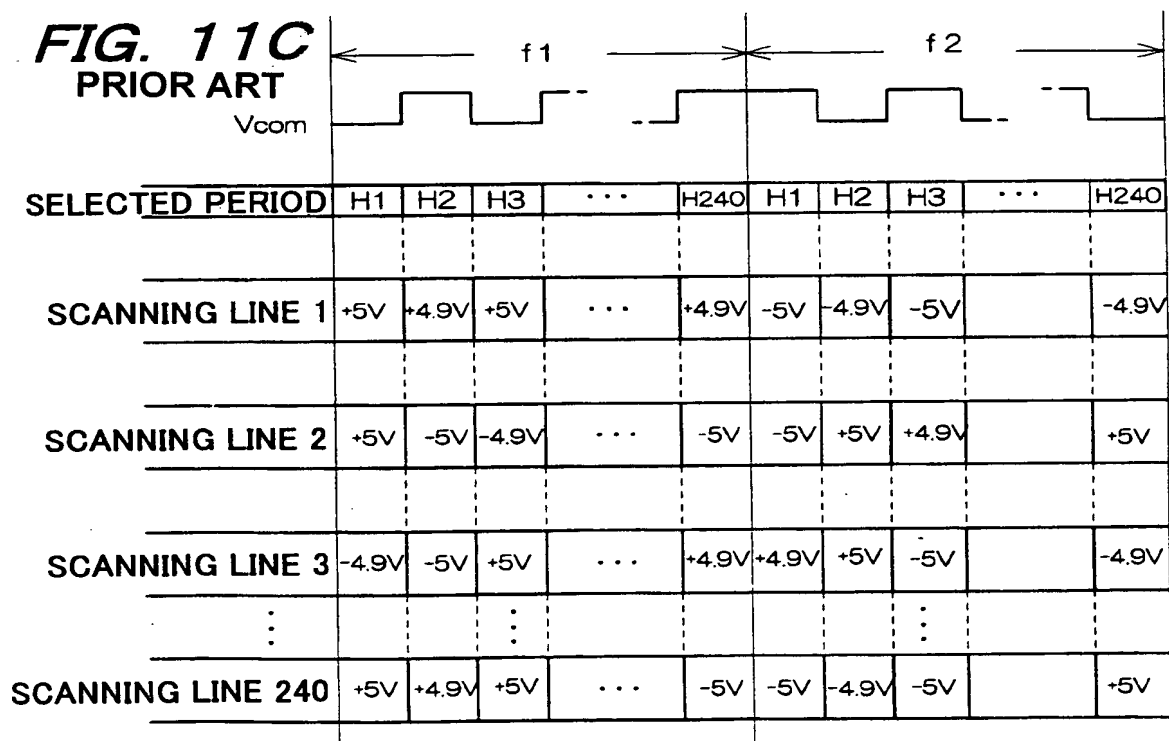 FIG. 11C
PRIOR ART
f1 f2
Vcom
SELECTED PERIOD H1 H2 H3 ··· H240 H1 H2 H3 ··· H240
SCANNING LINE 1 +5V +4.9V +5V ··· +4.9V -5V -4.9V -5V -4.9V
SCANNING LINE 2 +5V -5V -4.9V ··· -5V -5V +5V +4.9V +5V
SCANNING LINE 3 -4.9V -5V +5V ··· +4.9V +4.9V +5V -5V -4.9V
SCANNING LINE 240 +5V +4.9V +5V ··· -5V -5V -4.9V -5V +5V